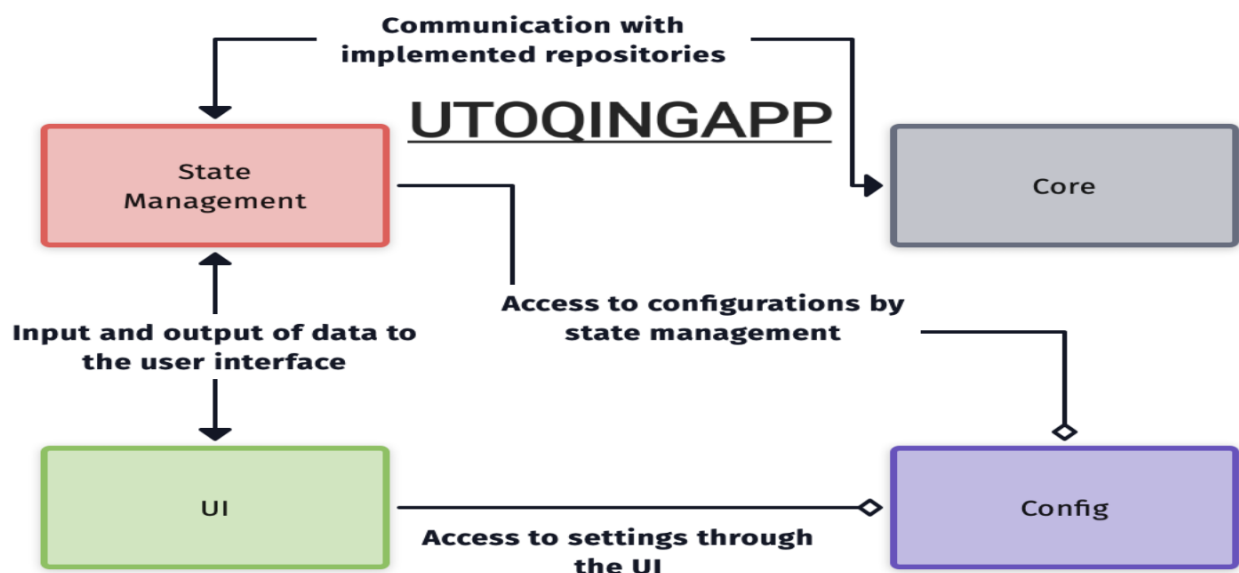 Communication with
implemented repositories
UTOQINGAPP
State
Management
Core
Access to configurations by
state management
Input and output of data to
the user interface
UI
Config
Access to settings through
the UI